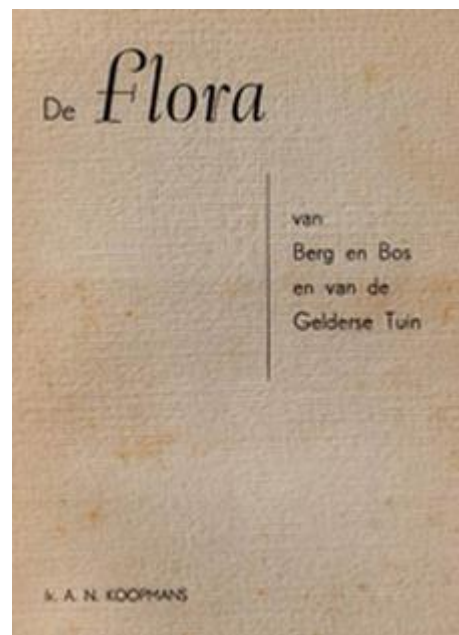 De flora
van
Berg en Bos
en van de
Gelderse Tuin
Ir. A. N. KOOPMANS